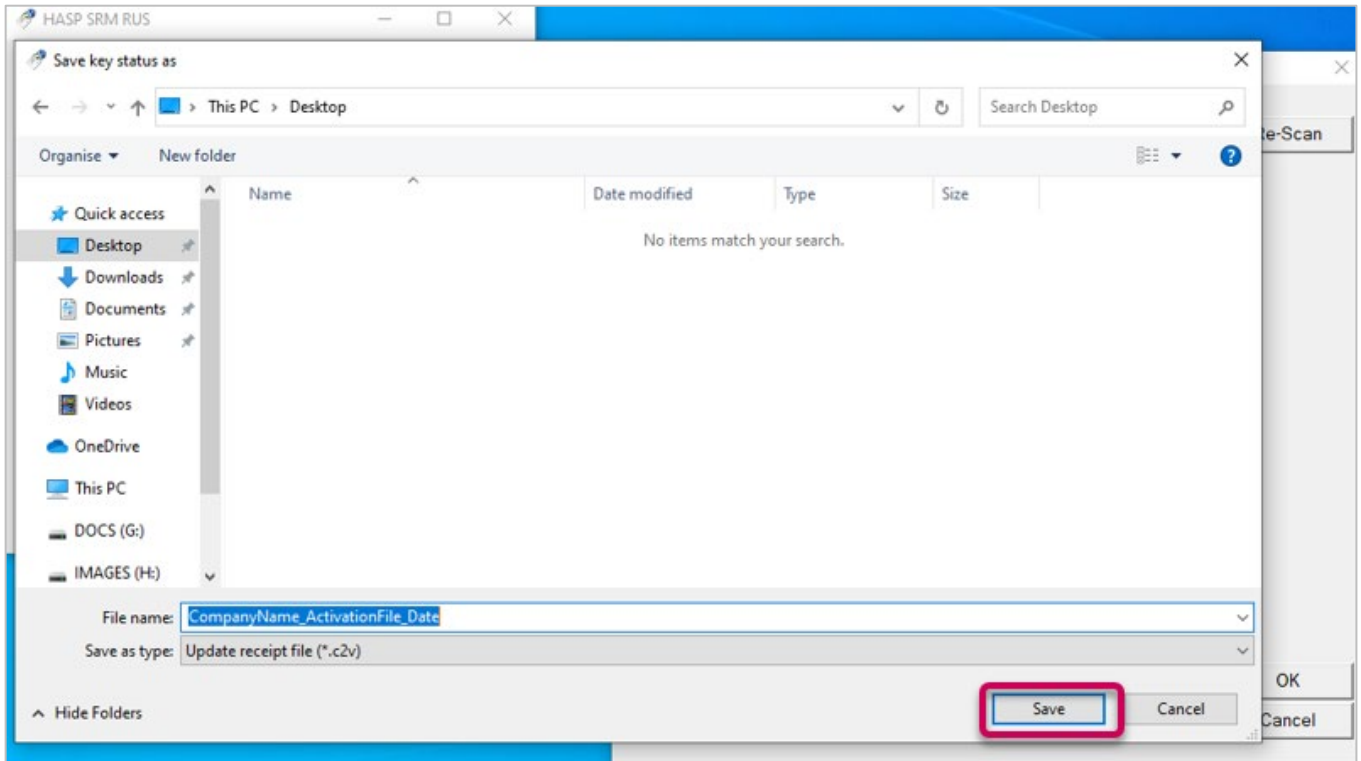 HASP SRM RUS
Save key status as
This PC > Desktop
Search Desktop
Organise
New folder
Name
Date modified
Type
Size
No items match your search.
Quick access
Desktop
Downloads
Documents
Pictures
Music
Videos
OneDrive
This PC
DOCS (G:)
IMAGES (H:)
File name: CompanyName_ActivationFile_Date
Save as type: Update receipt file (*.c2v)
Hide Folders
Save
Cancel
e-Scan
OK
Cancel